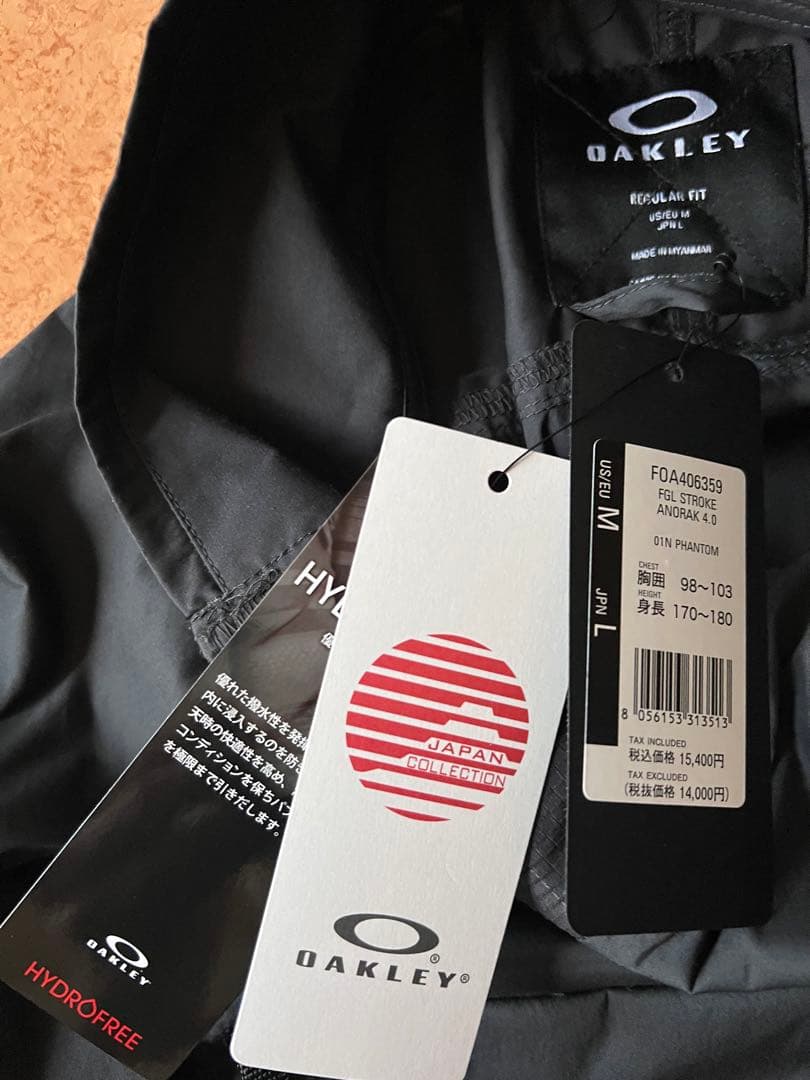 OAKLEY
REGULAR FIT
US/EU M
JPN L
MADE IN MYANMAR
FOA406359
FGL STROKE
ANORAK 4.0
01N PHANTOM
US/EU M
JPN L
CHEST
胸囲 98~103
HEIGHT
身長 170~180
8 056153 313513
TAX INCLUDED
税込価格 15,400円
TAX EXCLUDED
(税抜価格 14,000円)
JAPAN
COLLECTION
OAKLEY®
優れた撥水性を発揮
内に浸入するのを防ぎ
天時の快適性を高め、
コンディションを保ちパフ
を極限まで引きだします。
OAKLEY
HYDROFREE